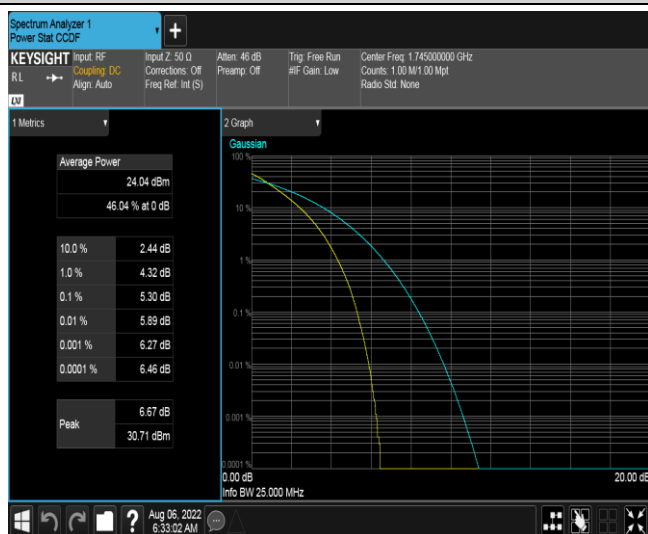 Spectrum Analyzer 1
Power Stat CCDF
+
KEYSIGHT
RL
LXI
Input: RF
Coupling: DC
Align: Auto
Input Z: 50 Ω
Corrections: Off
Freq Ref: Int (S)
Atten: 46 dB
Preamp: Off
Trig: Free Run
#IF Gain: Low
Center Freq: 1.745000000 GHz
Counts: 1.00 M/1.00 Mpt
Radio Std: None
1 Metrics
Average Power
24.04 dBm
46.04 % at 0 dB
10.0 % 2.44 dB
1.0 % 4.32 dB
0.1 % 5.30 dB
0.01 % 5.89 dB
0.001 % 6.27 dB
0.0001 % 6.46 dB
Peak
6.67 dB
30.71 dBm
2 Graph
Gaussian
100 %
10 %
1 %
0.1 %
0.01 %
0.001 %
0.0001 %
0.00 dB
20.00 dB
Info BW 25.000 MHz
?
Aug 06, 2022
6:33:02 AM